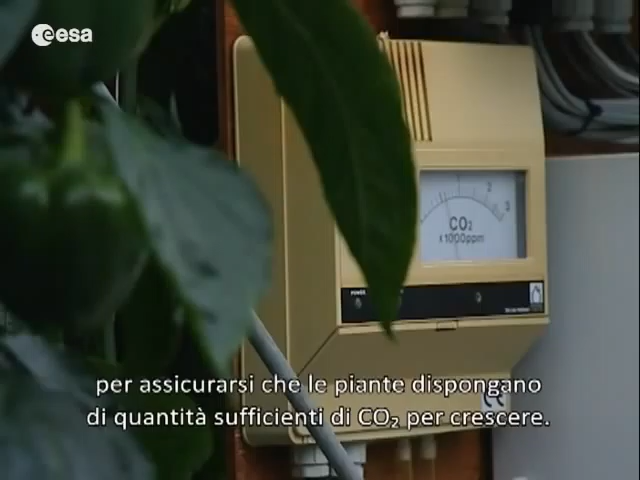 esa
2
3
CO2
x1000ppm
POWER
per assicurarsi che le piante dispongano
di quantità sufficienti di CO₂ per crescere.